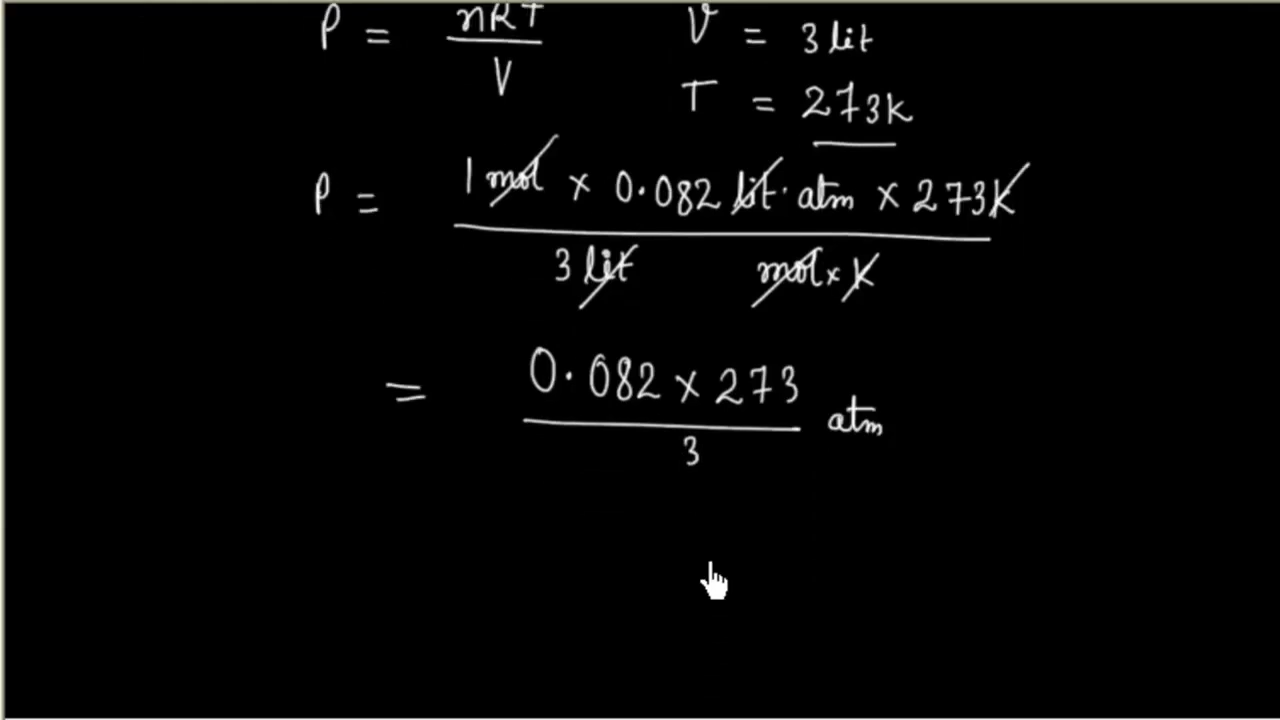 P = nRT / V V = 3 lit
T = 273K
P = 1 mol × 0.082 lit. atm × 273K / 3 lit mol × K
= 0.082 × 273 / 3 atm